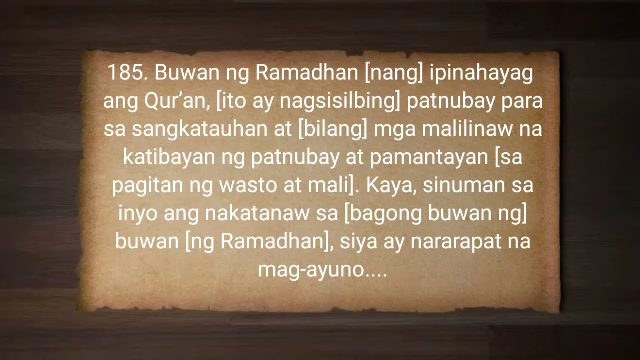 185. Buwan ng Ramadhan [nang] ipinahayag
ang Qur’an, [ito ay nagsisilbing] patnubay para
sa sangkatauhan at [bilang] mga malilinaw na
katibayan ng patnubay at pamantayan [sa
pagitan ng wasto at mali]. Kaya, sinuman sa
inyo ang nakatanaw sa [bagong buwan ng]
buwan [ng Ramadhan], siya ay nararapat na
mag-ayuno....